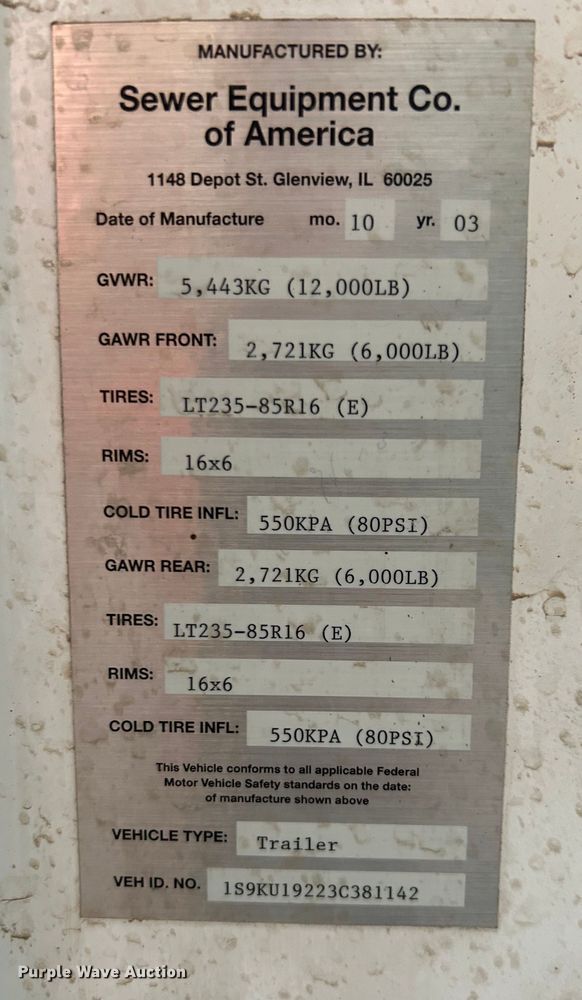 MANUFACTURED BY:
Sewer Equipment Co.
of America
1148 Depot St. Glenview, IL 60025
Date of Manufacture mo. 10 yr. 03
GVWR: 5,443KG (12,000LB)
GAWR FRONT: 2,721KG (6,000LB)
TIRES: LT235-85R16 (E)
RIMS: 16x6
COLD TIRE INFL: 550KPA (80PSI)
GAWR REAR: 2,721KG (6,000LB)
TIRES: LT235-85R16 (E)
RIMS: 16x6
COLD TIRE INFL: 550KPA (80PSI)
This Vehicle conforms to all applicable Federal
Motor Vehicle Safety standards on the date:
of manufacture shown above
VEHICLE TYPE: Trailer
VEH ID. NO. 1S9KU19223C381142
Purple Wave Auction